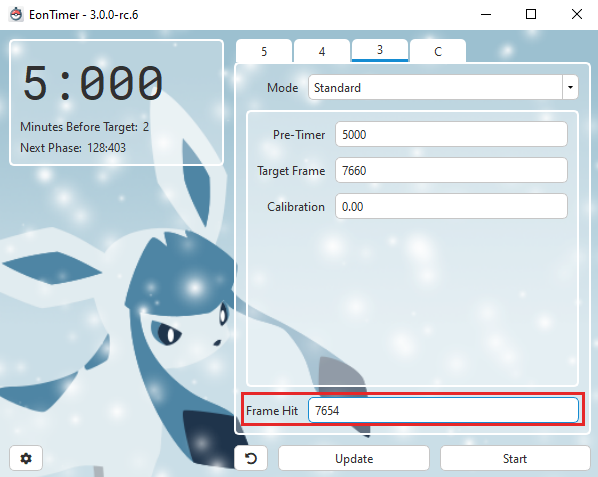 EonTimer - 3.0.0-rc.6
5:000
Minutes Before Target: 2
Next Phase: 128:403
5 4 3 C
Mode Standard
Pre-Timer 5000
Target Frame 7660
Calibration 0.00
Frame Hit 7654
Update Start